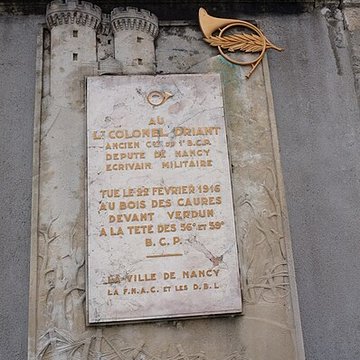 AU
Lt COLONEL DRIANT
ANCIEN Cdt DU 1er B.C.P.
DEPUTE DE NANCY
ECRIVAIN MILITAIRE
TUE LE 22 FEVRIER 1916
AU BOIS DES CAURES
DEVANT VERDUN
A LA TETE DES 56e ET 59e
B.C.P.
LA VILLE DE NANCY
LA F.N.A.C. ET LES D.B.L.